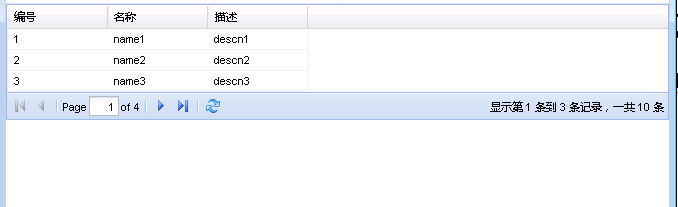 编号 名称 描述
1 name1 descn1
2 name2 descn2
3 name3 descn3
Page 1 of 4 显示第 1 条到 3 条记录，一共 10 条